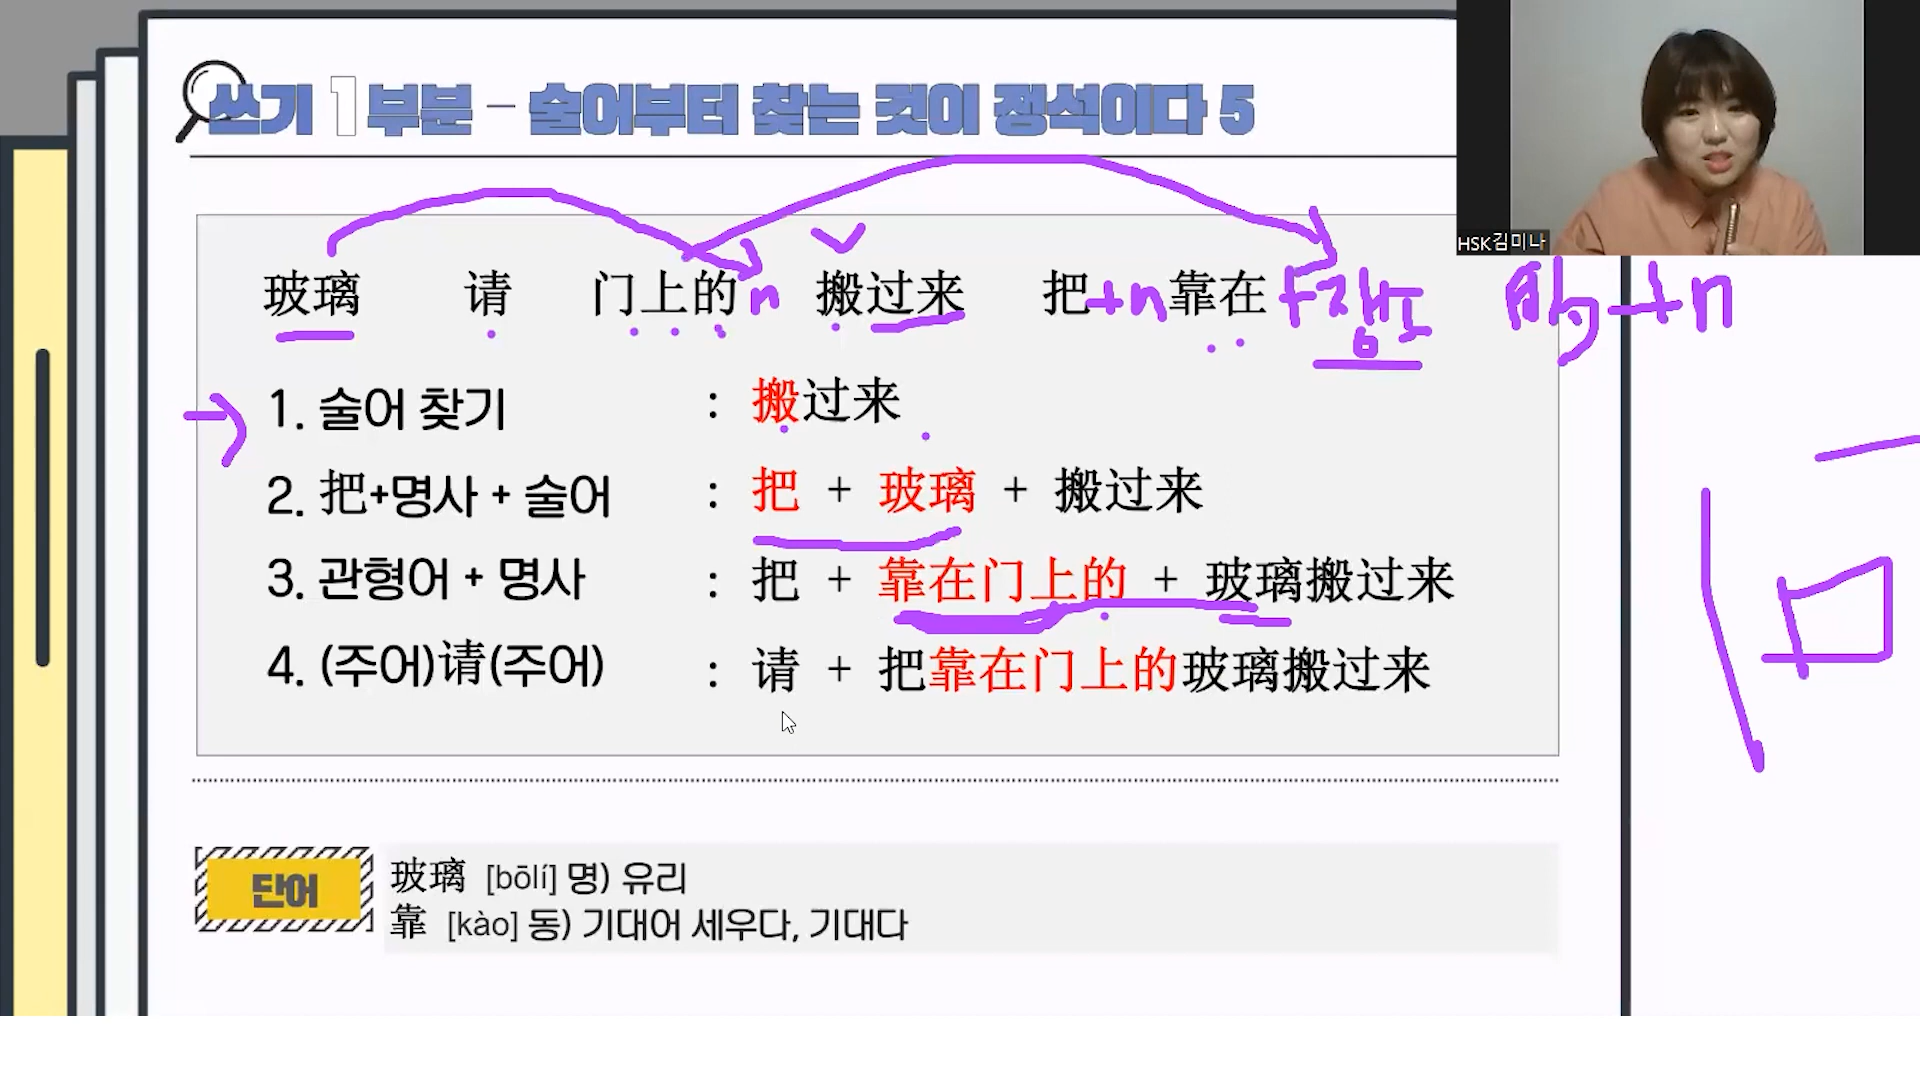 쓰기 1 부분 – 술어부터 찾는 것이 정석이다 5
HSK김미나
玻璃 请 门上的 n 搬过来 把 +n 靠在 +장소 的+n
1. 술어 찾기 : 搬过来
2. 把+명사 + 술어 : 把 + 玻璃 + 搬过来
3. 관형어 + 명사 : 把 + 靠在门上的 + 玻璃搬过来
4. (주어)请(주어) : 请 + 把靠在门上的玻璃搬过来
단어
玻璃 [bōlí] 명) 유리
靠 [kào] 동) 기대어 세우다, 기대다